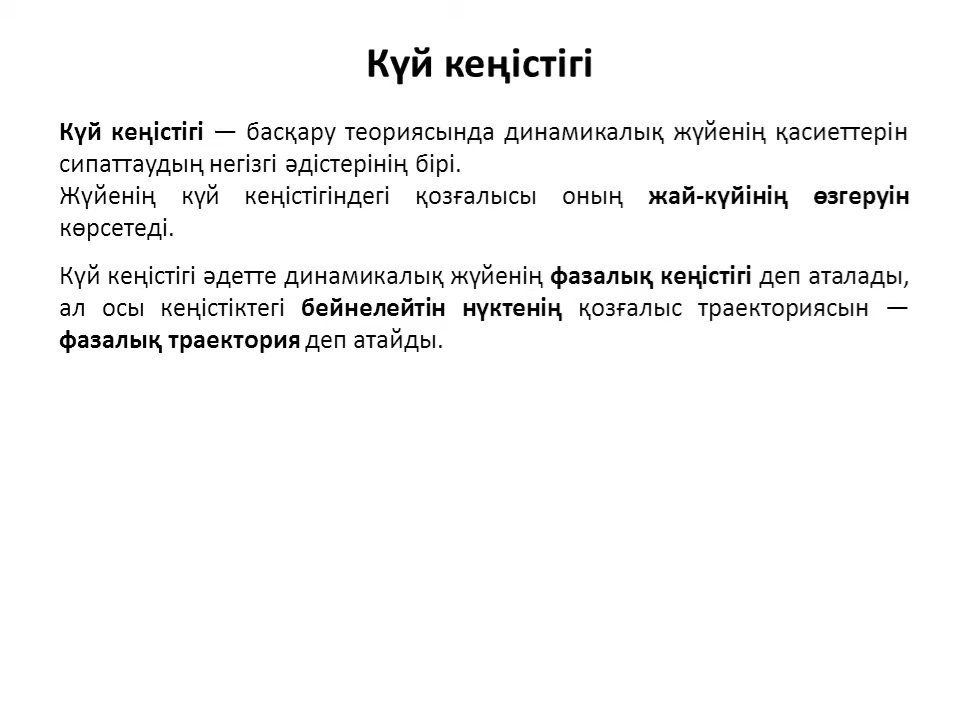 Күй кеңістігі
Күй кеңістігі — басқару теориясында динамикалық жүйенің қасиеттерін
сипаттаудың негізгі әдістерінің бірі.
Жүйенің күй кеңістігіндегі қозғалысы оның жай-күйінің өзгеруін
көрсетеді.
Күй кеңістігі әдетте динамикалық жүйенің фазалық кеңістігі деп аталады,
ал осы кеңістіктегі бейнелейтін нүктенің қозғалыс траекториясын —
фазалық траектория деп атайды.